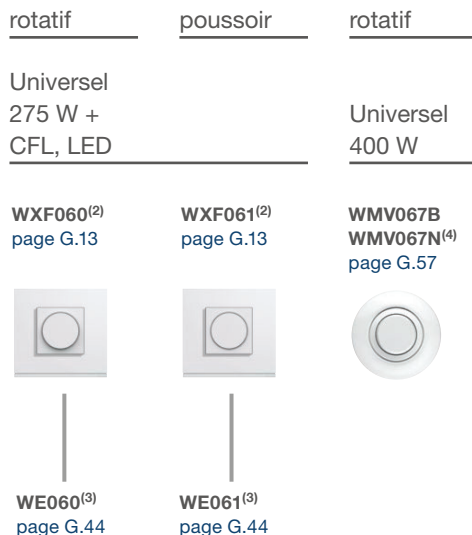 rotatif
poussoir
rotatif
Universel
275 W +
CFL, LED
Universel
400 W
WXF060(2)
page G.13
WXF061(2)
page G.13
WMV067B
WMV067N(4)
page G.57
WE060(3)
page G.44
WE061(3)
page G.44